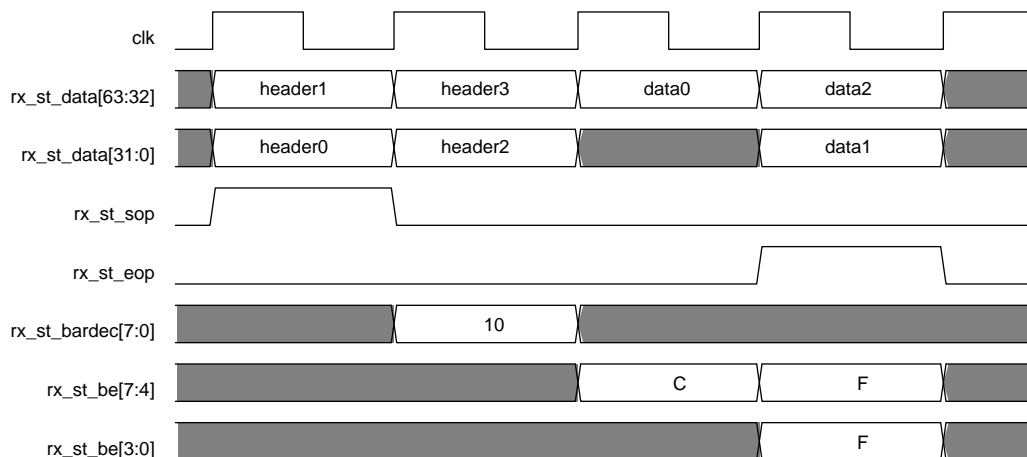 clk
rx_st_data[63:32] header1 header3 data0 data2
rx_st_data[31:0] header0 header2 data1
rx_st_sop
rx_st_eop
rx_st_bardec[7:0] 10
rx_st_be[7:4] C F
rx_st_be[3:0] F